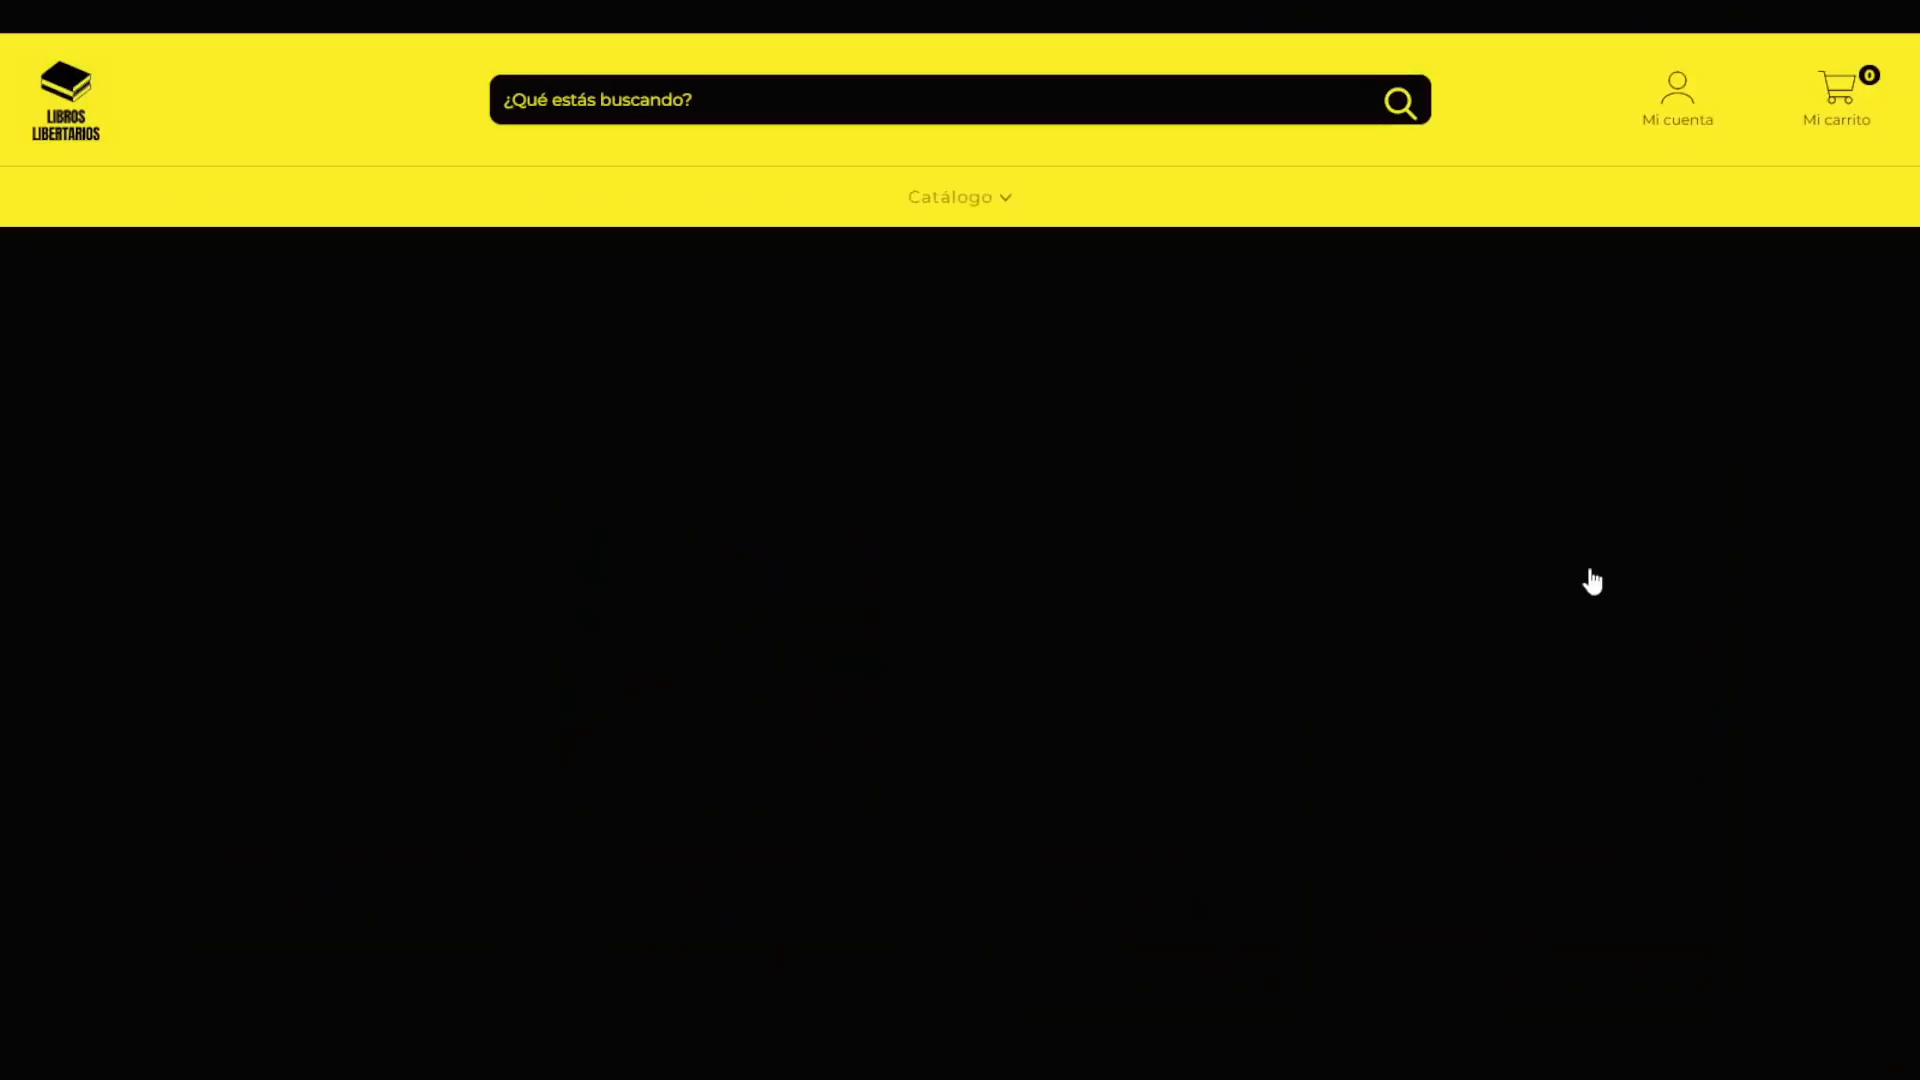 LIBROS
LIBERTARIOS
¿Qué estás buscando?
Mi cuenta
0
Mi carrito
Catálogo